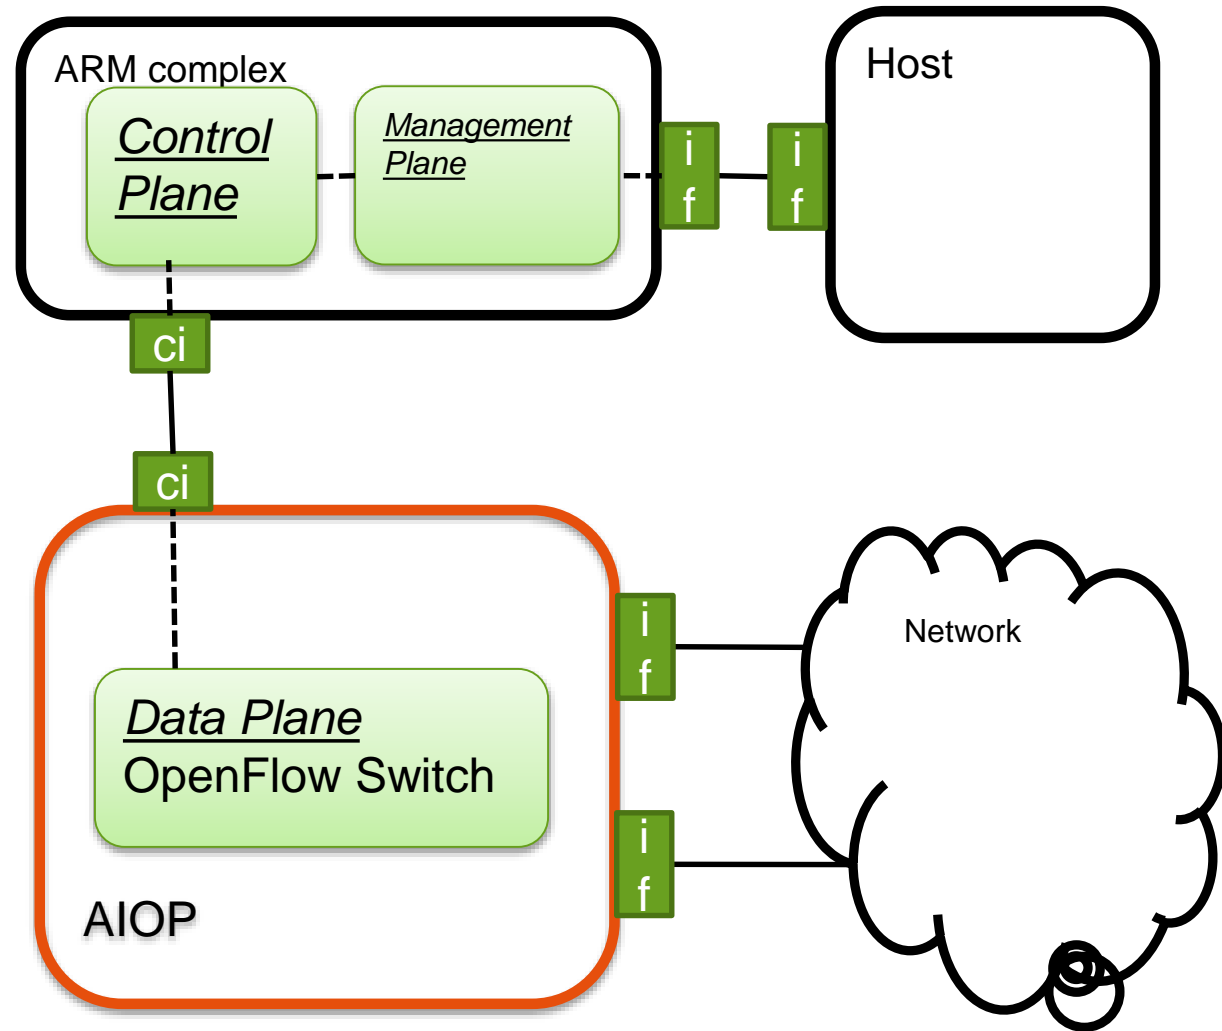 ARM complex
Control
Plane
Management
Plane
i
f
i
f
Host
ci
ci
i
f
Network
Data Plane
OpenFlow Switch
i
f
AIOP